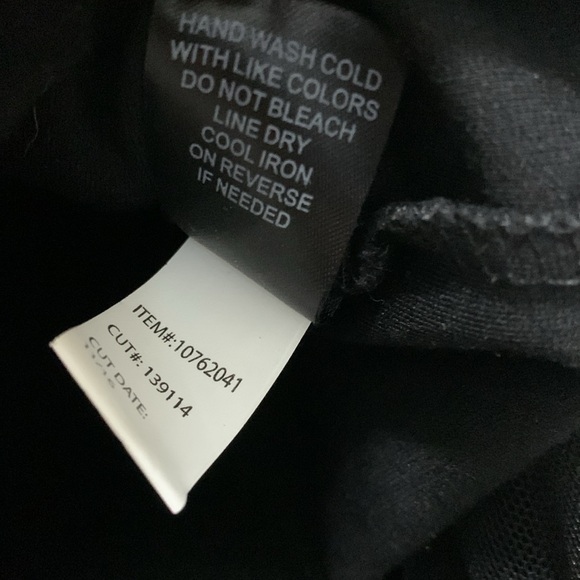 HAND WASH COLD
WITH LIKE COLORS
DO NOT BLEACH
LINE DRY
COOL IRON
ON REVERSE
IF NEEDED
ITEM#:10762041
CUT#: 139114
CUT DATE: